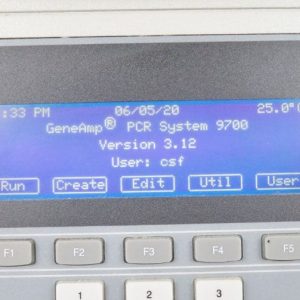 :33 PM 06/05/20 25.0°
GeneAmp® PCR System 9700
Version 3.12
User: csf
Run Create Edit Util User
F1 F2 F3 F4 F5
1 2 3